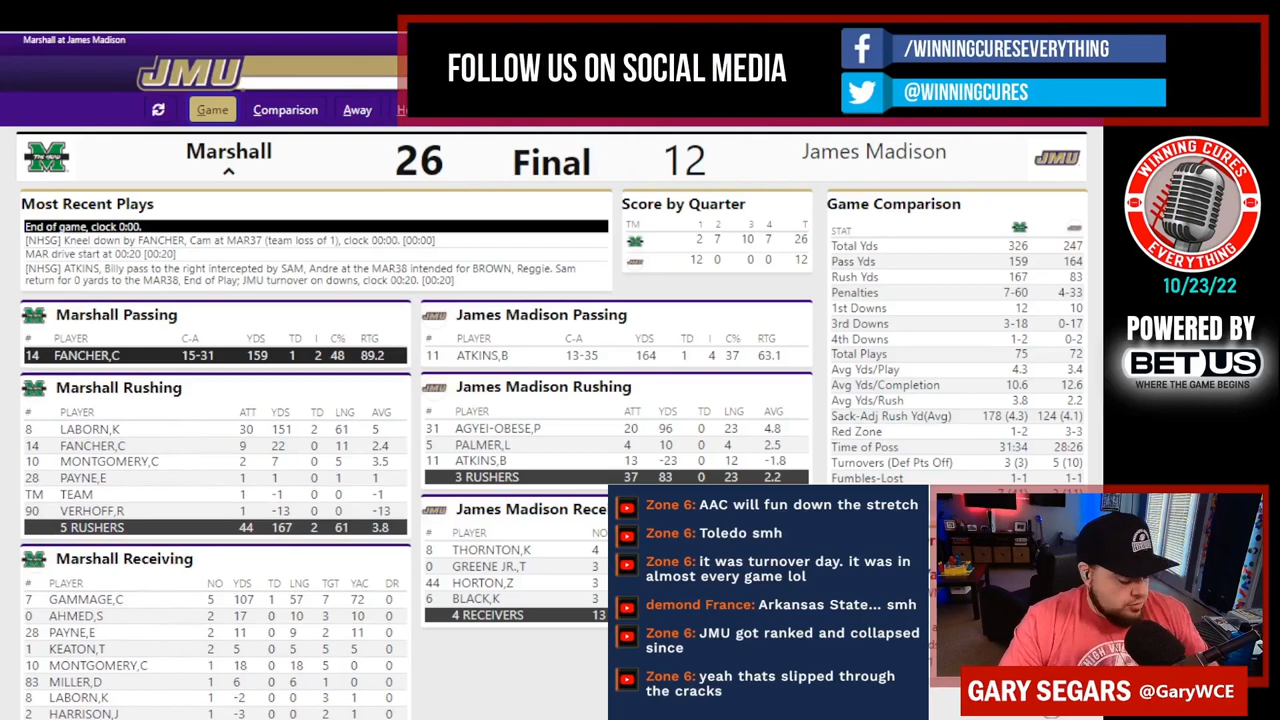 Marshall at James Madison
JMU
Game Comparison Away
FOLLOW US ON SOCIAL MEDIA
/WINNINGCURESEVERYTHING
@WINNINGCURES
Marshall 26 Final 12 James Madison
JMU
Most Recent Plays
End of game, clock 0:00.
[NHSG] Kneel down by FANCHER, Cam at MAR37 (team loss of 1), clock 00:00. [00:00]
MAR drive start at 00:20 [00:20]
[NHSG] ATKINS, Billy pass to the right intercepted by SAM, Andre at the MAR38 intended for BROWN, Reggie. Sam
return for 0 yards to the MAR38, End of Play; JMU turnover on downs, clock 00:20. [00:20]
Score by Quarter
TM 1 2 3 4 T
2 7 10 7 26
12 0 0 0 12
Game Comparison
STAT
Total Yds 326 247
Pass Yds 159 164
Rush Yds 167 83
Penalties 7-60 4-33
1st Downs 12 10
3rd Downs 3-18 0-17
4th Downs 1-2 0-2
Total Plays 75 72
Avg Yds/Play 4.3 3.4
Avg Yds/Completion 10.6 12.6
Avg Yds/Rush 3.8 2.2
Sack-Adj Rush Yd(Avg) 178 (4.3) 124 (4.1)
Red Zone 1-2 3-3
Time of Poss 31:34 28:26
Turnovers (Def Pts Off) 3 (3) 5 (10)
Fumbles-Lost 1-1 1-1
Marshall Passing
# PLAYER C-A YDS TD I C% RTG
14 FANCHER,C 15-31 159 1 2 48 89.2
JMU James Madison Passing
# PLAYER C-A YDS TD I C% RTG
11 ATKINS,B 13-35 164 1 4 37 63.1
Marshall Rushing
# PLAYER ATT YDS TD LNG AVG
8 LABORN,K 30 151 2 61 5
14 FANCHER,C 9 22 0 11 2.4
10 MONTGOMERY,C 2 7 0 5 3.5
28 PAYNE,E 1 1 0 1 1
TM TEAM 1 -1 0 0 -1
90 VERHOFF,R 1 -13 0 0 -13
5 RUSHERS 44 167 2 61 3.8
JMU James Madison Rushing
# PLAYER ATT YDS TD LNG AVG
31 AGYEI-OBESE,P 20 96 0 23 4.8
5 PALMER,L 4 10 0 4 2.5
11 ATKINS,B 13 -23 0 12 -1.8
3 RUSHERS 37 83 0 23 2.2
Marshall Receiving
# PLAYER NO YDS TD LNG TGT YAC DR
7 GAMMAGE,C 5 107 1 57 7 72 0
0 AHMED,S 2 17 0 10 3 10 0
28 PAYNE,E 2 11 0 9 2 11 0
1 KEATON,T 2 5 0 5 5 5 0
10 MONTGOMERY,C 1 18 0 18 5 0 0
83 MILLER,D 1 6 0 6 1 0 0
8 LABORN,K 1 -2 0 0 3 4 0
2 HARRISON,J 1 -3 0 0 2 1 0
JMU James Madison Rece
# PLAYER NO
8 THORNTON,K 4
0 GREENE JR.,T 3
44 HORTON,Z 3
6 BLACK,K 3
4 RECEIVERS 13
Zone 6: AAC will fun down the stretch
Zone 6: Toledo smh
Zone 6: it was turnover day. it was in
almost every game lol
demond France: Arkansas State... smh
Zone 6: JMU got ranked and collapsed
since
Zone 6: yeah thats slipped through
the cracks
WINNING CURES
EVERYTHING
10/23/22
POWERED BY
BETUS
WHERE THE GAME BEGINS
GARY SEGARS @GaryWCE